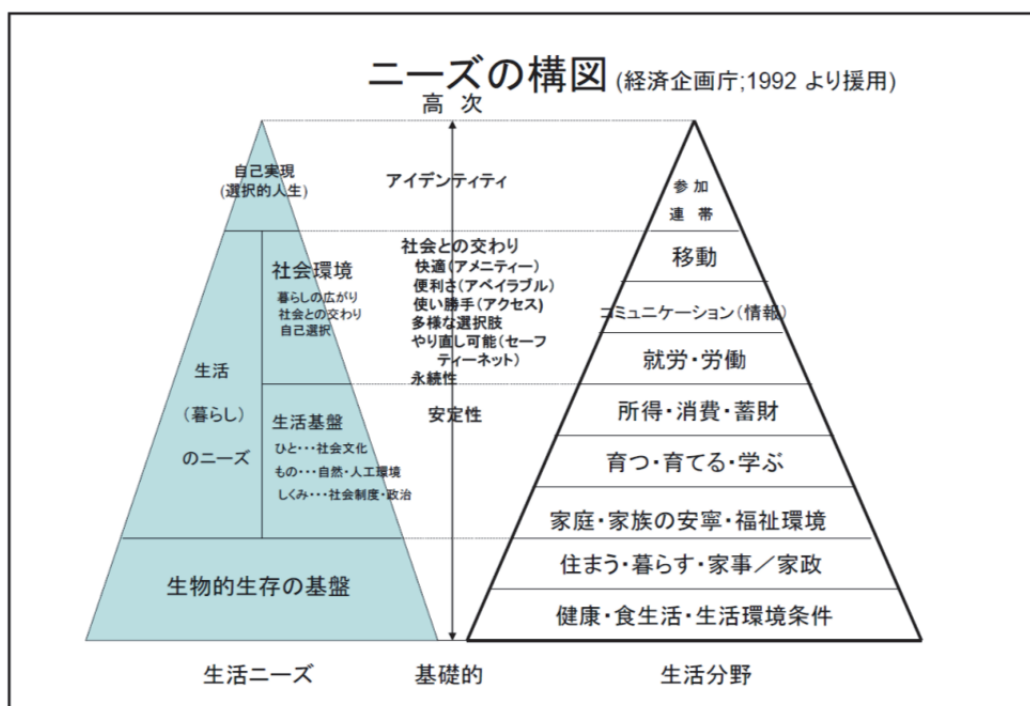 ニーズの構図 (経済企画庁;1992 より援用)
高 次
自己実現
(選択的人生)
生活
(暮らし)
のニーズ
社会環境
暮らしの広がり
社会との交わり
自己選択
生活基盤
ひと・・・社会文化
もの・・・自然・人工環境
しくみ・・・社会制度・政治
生物的生存の基盤
生活ニーズ
アイデンティティ
社会との交わり
快適(アメニティー)
便利さ(アベイラブル)
使い勝手(アクセス)
多様な選択肢
やり直し可能(セーフ
ティーネット)
永続性
安定性
基礎的
参加
連 帯
移動
コミュニケーション(情報)
就労・労働
所得・消費・蓄財
育つ・育てる・学ぶ
家庭・家族の安寧・福祉環境
住まう・暮らす・家事／家政
健康・食生活・生活環境条件
生活分野